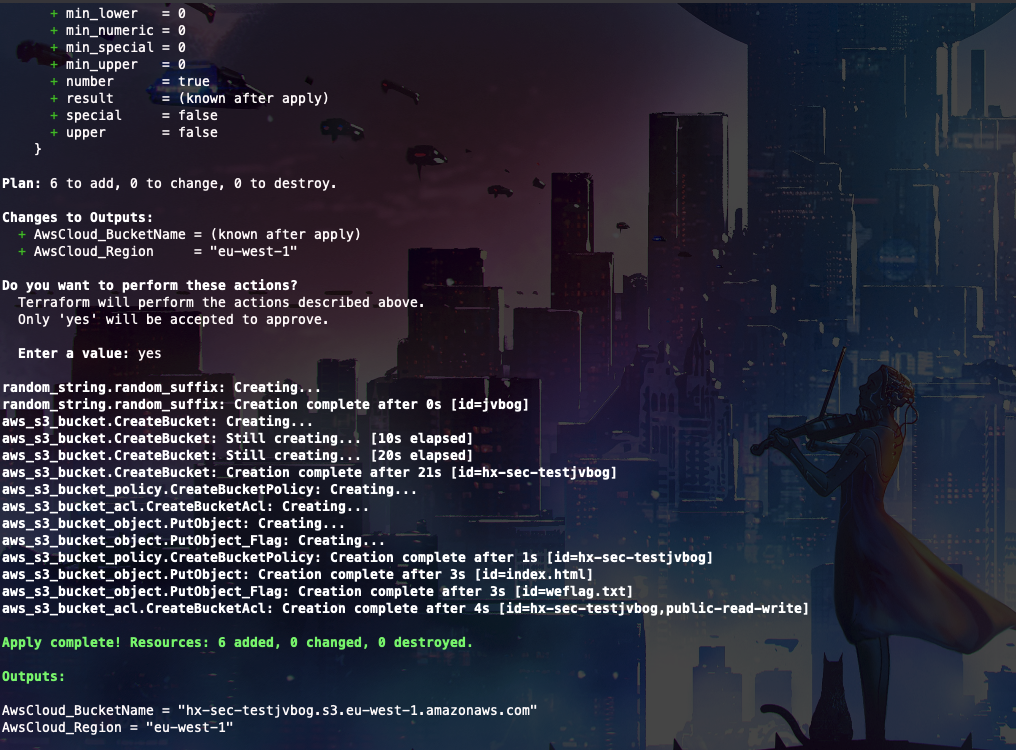 + min_lower   = 0
+ min_numeric = 0
+ min_special = 0
+ min_upper   = 0
+ number      = true
+ result      = (known after apply)
+ special     = false
+ upper       = false
}
Plan: 6 to add, 0 to change, 0 to destroy.
Changes to Outputs:
+ AwsCloud_BucketName = (known after apply)
+ AwsCloud_Region     = "eu-west-1"
Do you want to perform these actions?
Terraform will perform the actions described above.
Only 'yes' will be accepted to approve.
Enter a value: yes
random_string.random_suffix: Creating...
random_string.random_suffix: Creation complete after 0s [id=jvbog]
aws_s3_bucket.CreateBucket: Creating...
aws_s3_bucket.CreateBucket: Still creating... [10s elapsed]
aws_s3_bucket.CreateBucket: Still creating... [20s elapsed]
aws_s3_bucket.CreateBucket: Creation complete after 21s [id=hx-sec-testjvbog]
aws_s3_bucket_policy.CreateBucketPolicy: Creating...
aws_s3_bucket_acl.CreateBucketAcl: Creating...
aws_s3_bucket_object.PutObject: Creating...
aws_s3_bucket_object.PutObject_Flag: Creating...
aws_s3_bucket_policy.CreateBucketPolicy: Creation complete after 1s [id=hx-sec-testjvbog]
aws_s3_bucket_object.PutObject: Creation complete after 3s [id=index.html]
aws_s3_bucket_object.PutObject_Flag: Creation complete after 3s [id=weflag.txt]
aws_s3_bucket_acl.CreateBucketAcl: Creation complete after 4s [id=hx-sec-testjvbog,public-read-write]
Apply complete! Resources: 6 added, 0 changed, 0 destroyed.
Outputs:
AwsCloud_BucketName = "hx-sec-testjvbog.s3.eu-west-1.amazonaws.com"
AwsCloud_Region = "eu-west-1"